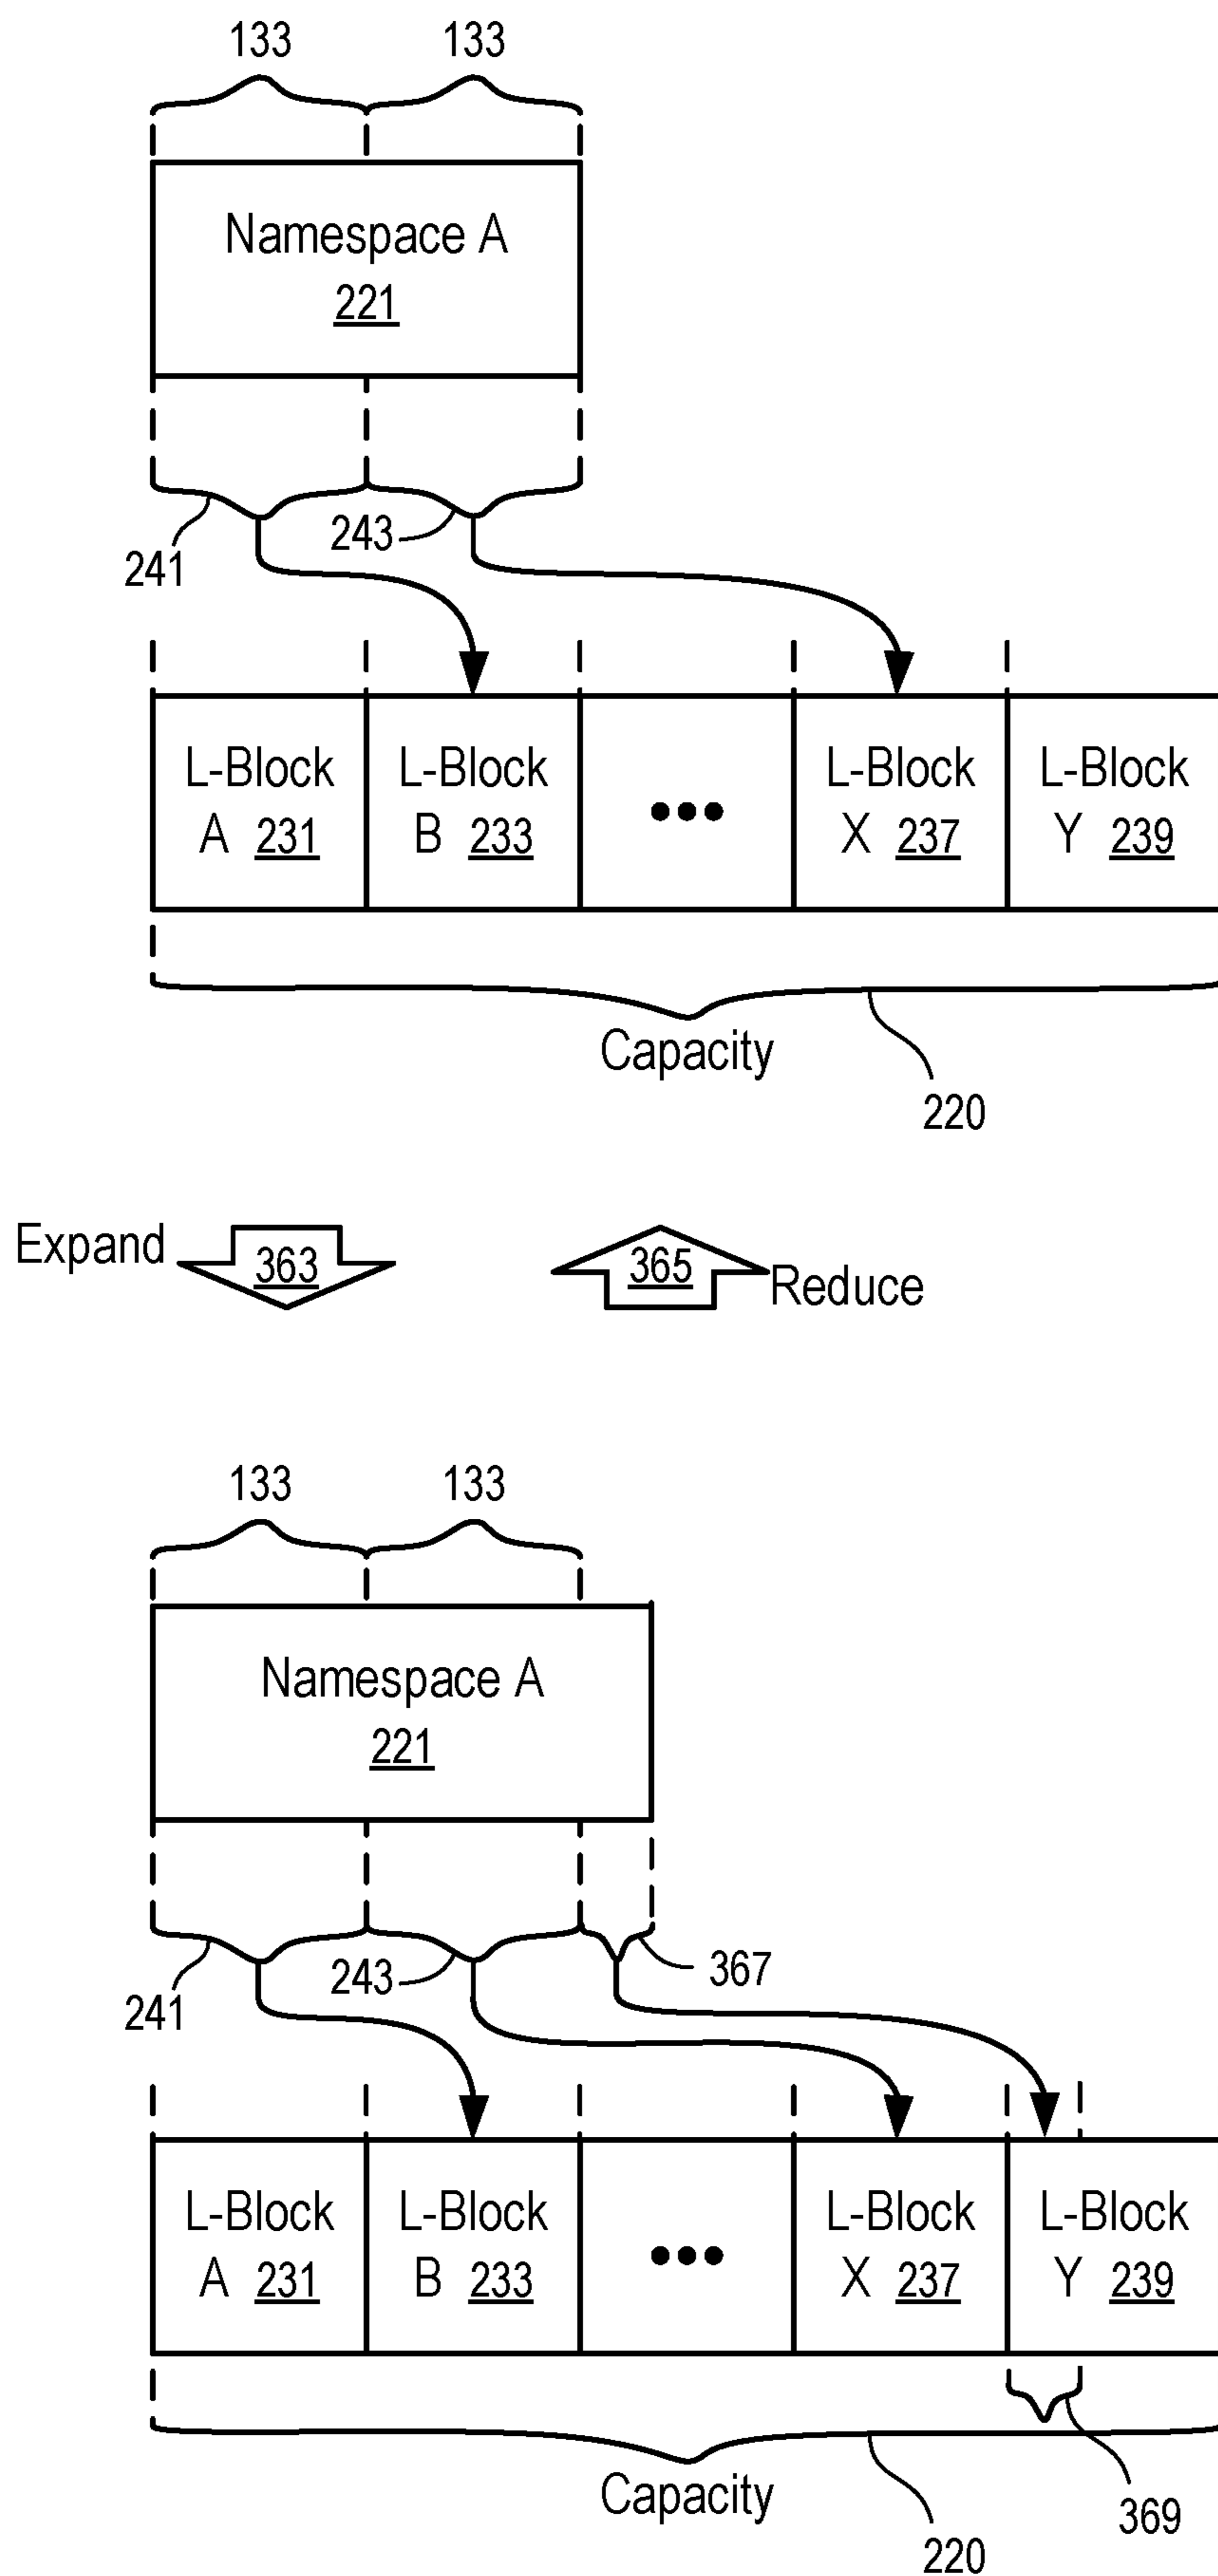 133 133
Namespace A
221
241 243
L-Block L-Block L-Block L-Block
A 231 B 233 ••• X 237 Y 239
Capacity
220
Expand 363 365 Reduce
133 133
Namespace A
221
241 243 367
L-Block L-Block L-Block L-Block
A 231 B 233 ••• X 237 Y 239
Capacity 369
220